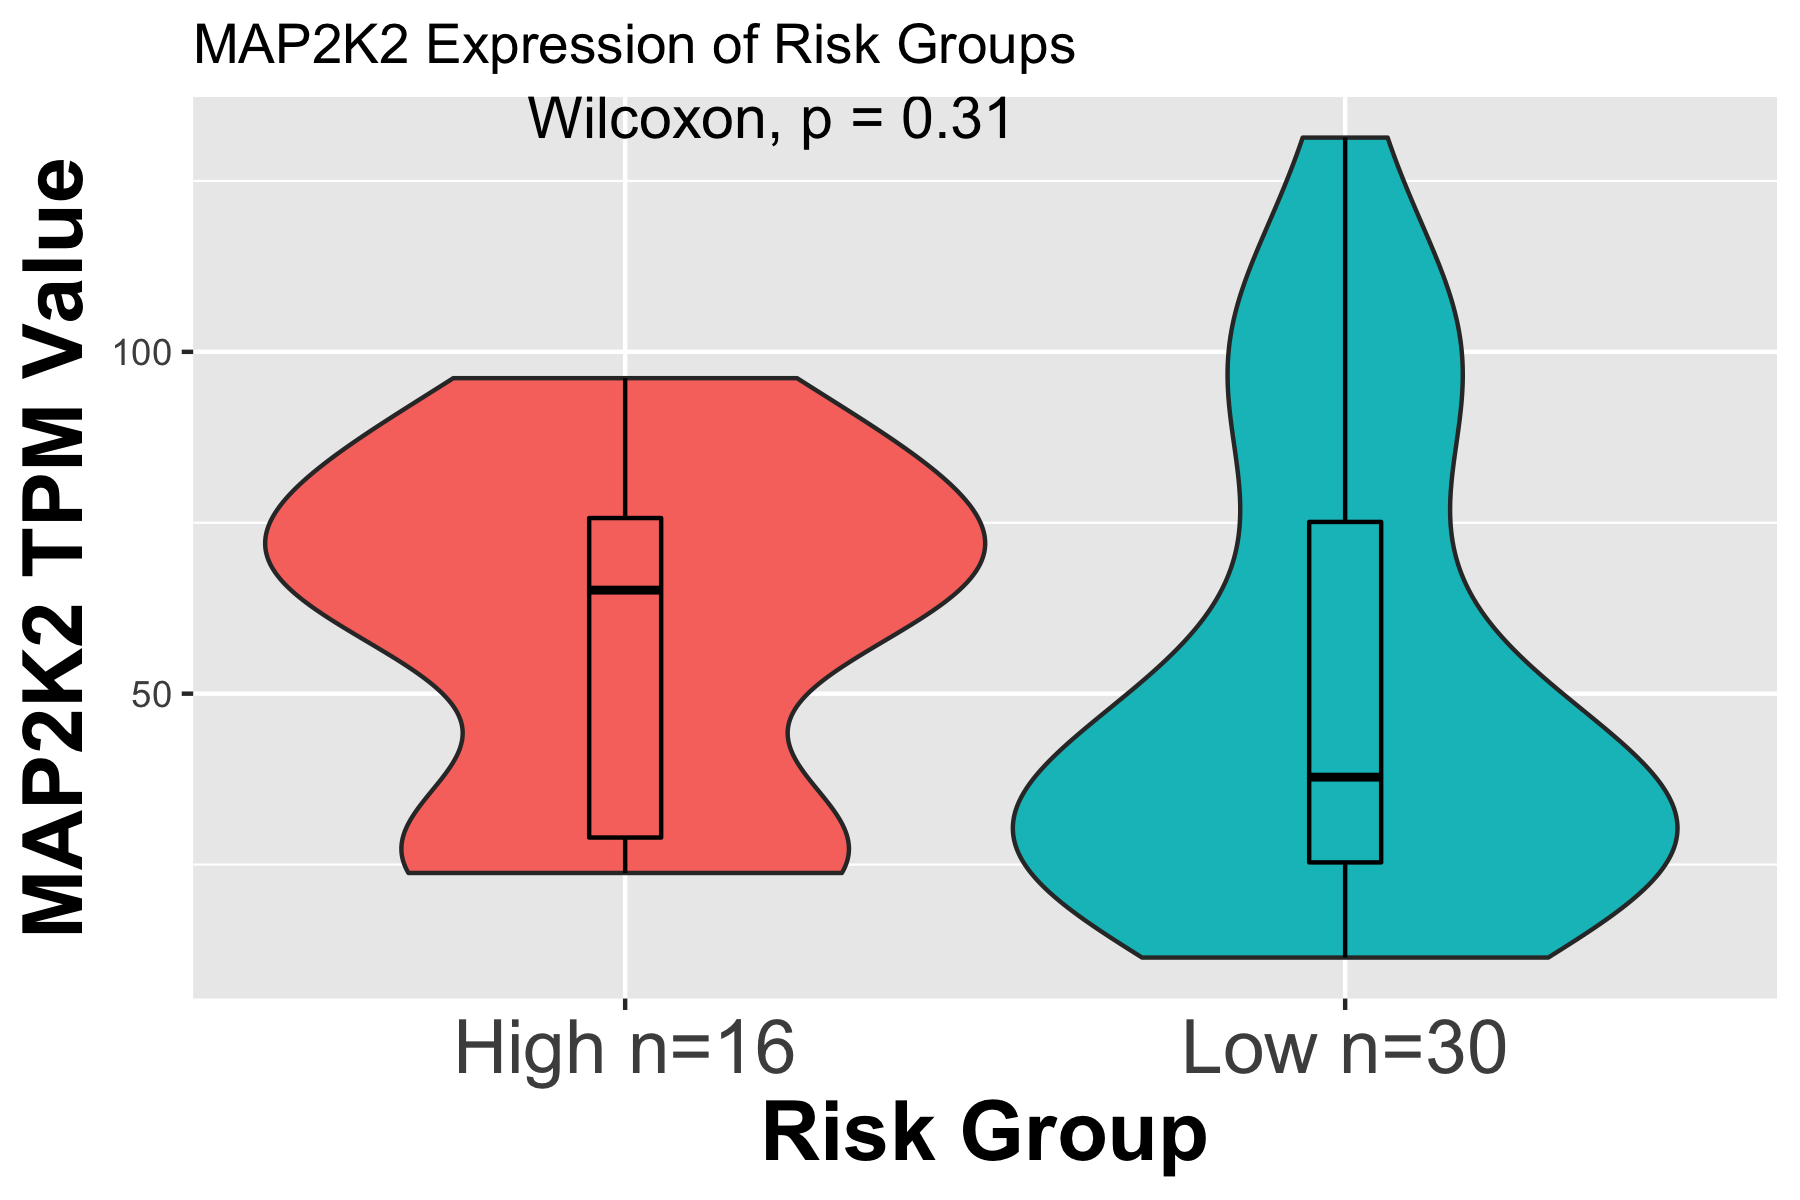 MAP2K2 Expression of Risk Groups
Wilcoxon, p = 0.31
MAP2K2 TPM Value
100
50
High n=16
Low n=30
Risk Group